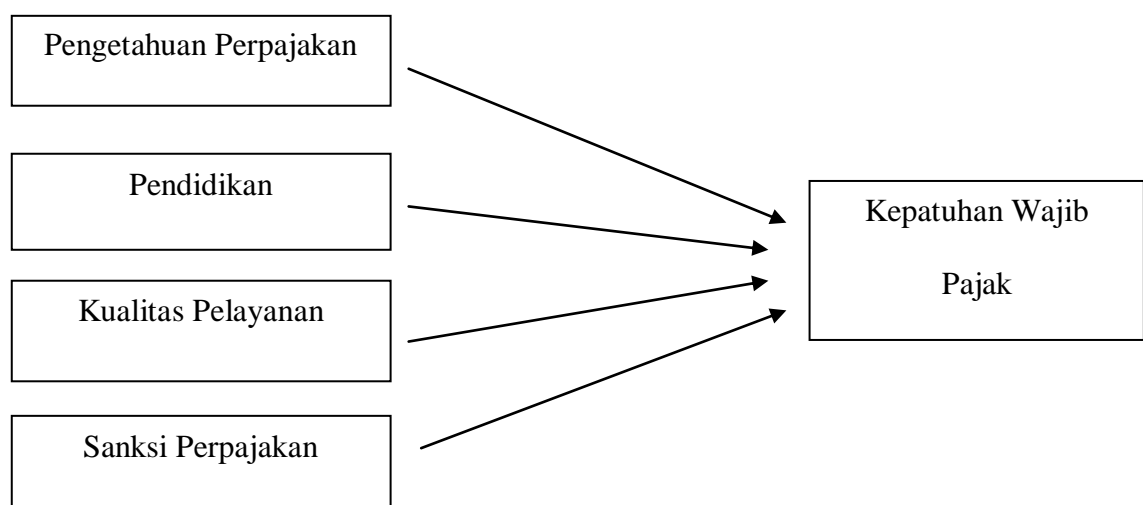 Pengetahuan Perpajakan
Pendidikan
Kualitas Pelayanan
Sanksi Perpajakan
Kepatuhan Wajib
Pajak